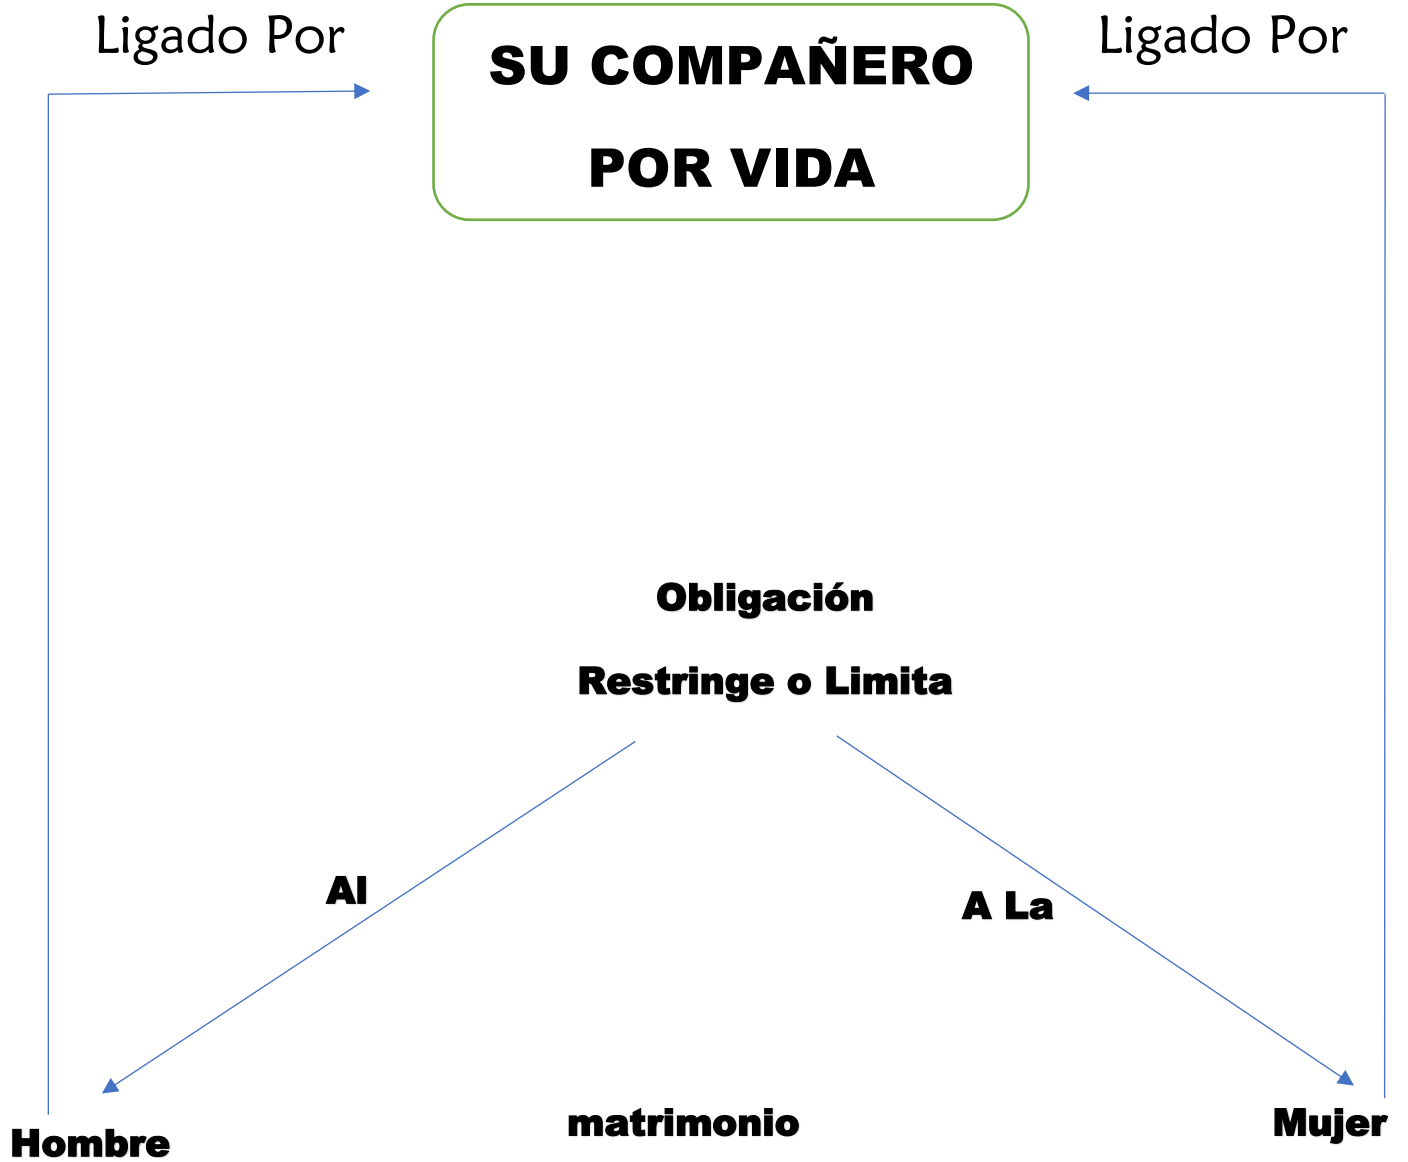 Ligado Por
SU COMPAÑERO
POR VIDA
Ligado Por
Obligación
Restringe o Limita
Al
A La
Hombre
matrimonio
Mujer